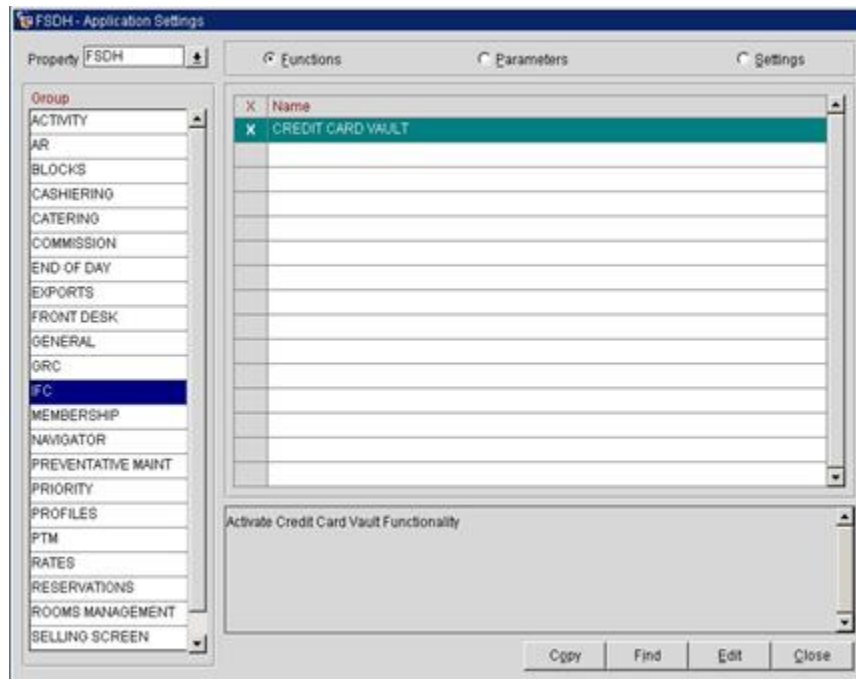 FSDH - Application Settings
Property FSDH
Functions Parameters Settings
Group
ACTIVITY
AR
BLOCKS
CASHIERING
CATERING
COMMISSION
END OF DAY
EXPORTS
FRONT DESK
GENERAL
GRC
IFC
MEMBERSHIP
NAVIGATOR
PREVENTATIVE MAINT
PRIORITY
PROFILES
PTM
RATES
RESERVATIONS
ROOMS MANAGEMENT
SELLING SCREEN
X Name
X CREDIT CARD VAULT
Activate Credit Card Vault Functionality
Copy Find Edit Close